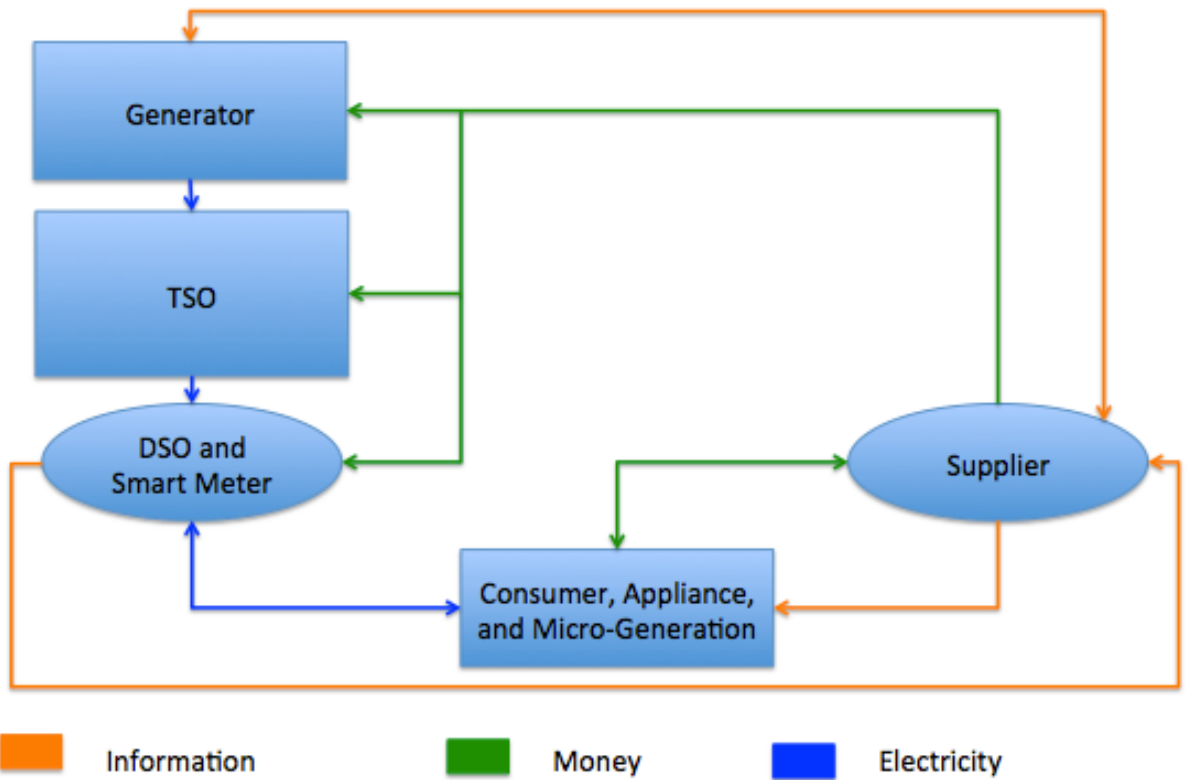 Generator
TSO
DSO and
Smart Meter
Supplier
Consumer, Appliance,
and Micro-Generation
Information
Money
Electricity